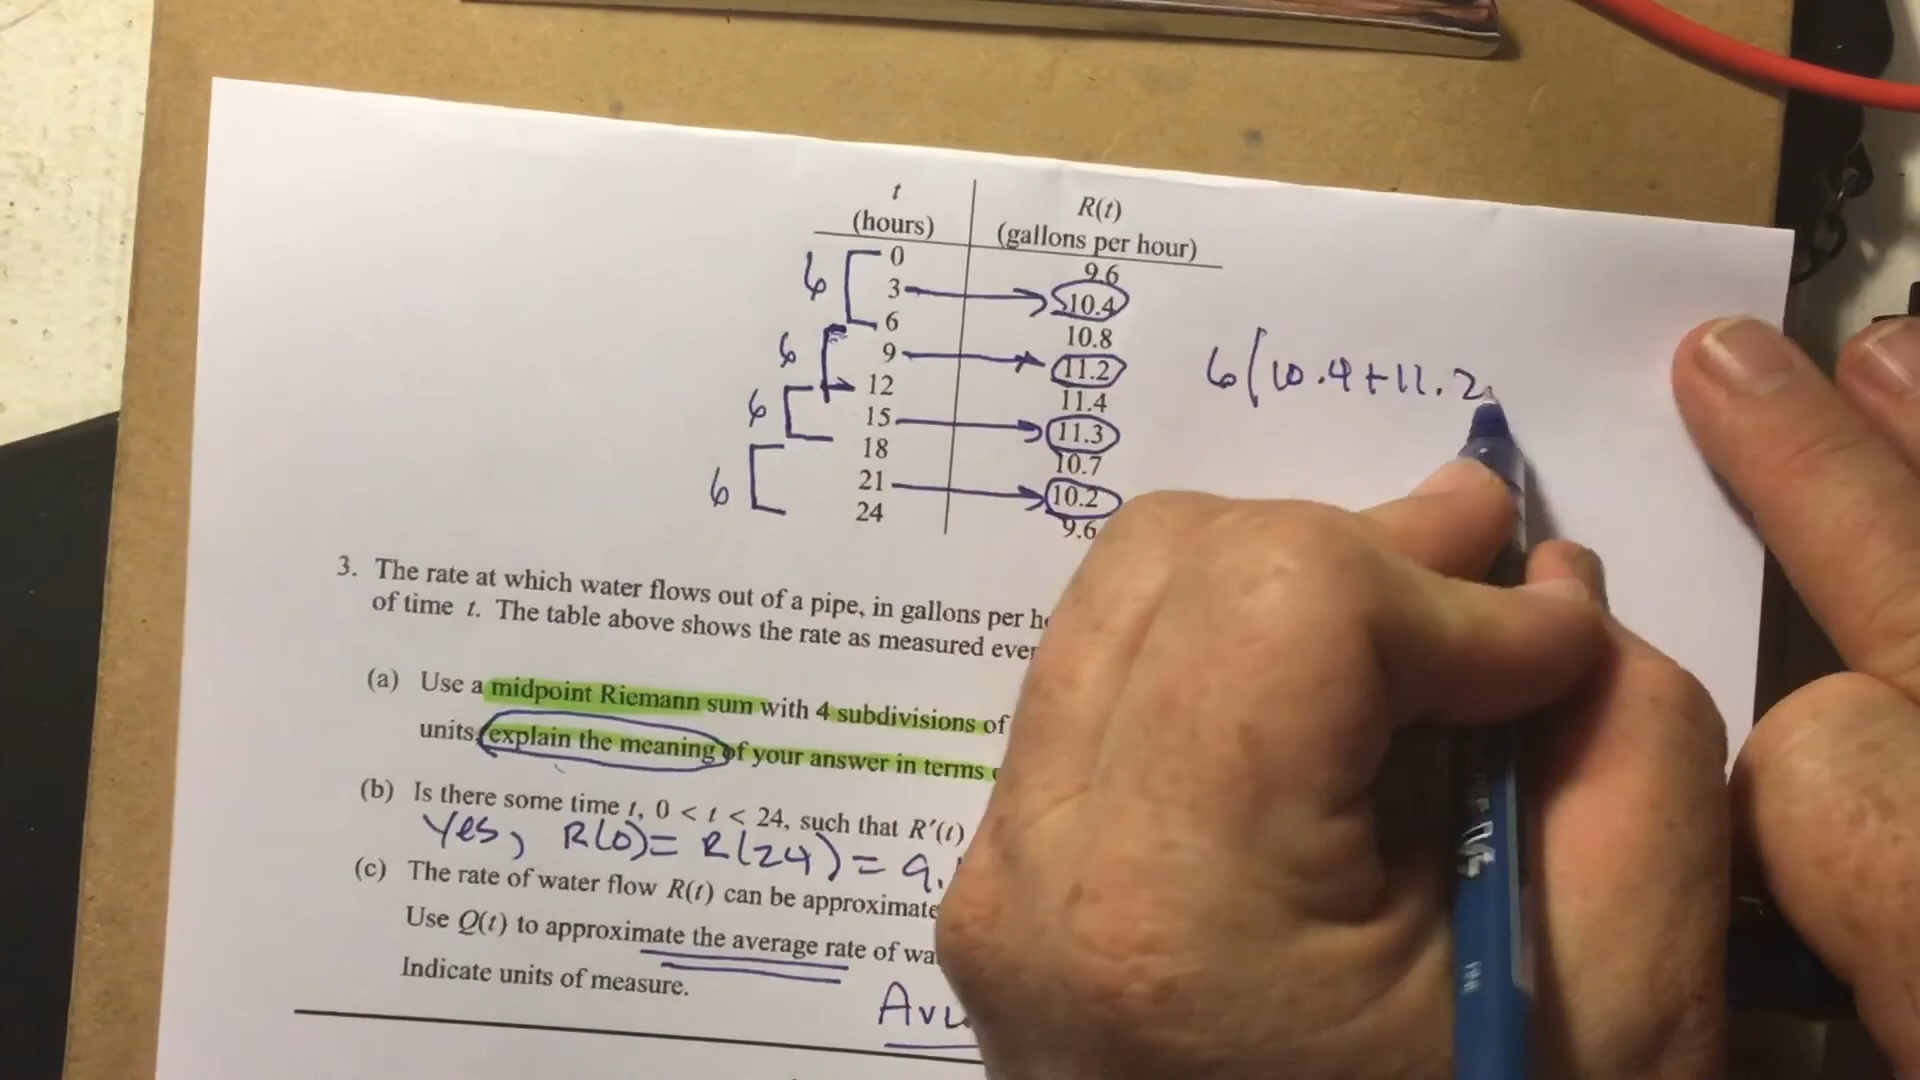 t R(t)
(hours) (gallons per hour)
0 9.6
6 3 10.4
6 10.8
6 9 11.2 6(10.4+11.2
12 11.4
6 15 11.3
18 10.7
6 21 10.2
24 9.6
3. The rate at which water flows out of a pipe, in gallons per
of time t. The table above shows the rate as measured
(a) Use a midpoint Riemann sum with 4 subdivisions of
units, explain the meaning of your answer in terms
(b) Is there some time t, 0 < t < 24, such that R′(t)
Yes, R(0) = R(24) = 9.
(c) The rate of water flow R(t) can be approximate
Use Q(t) to approximate the average rate of
Indicate units of measure.